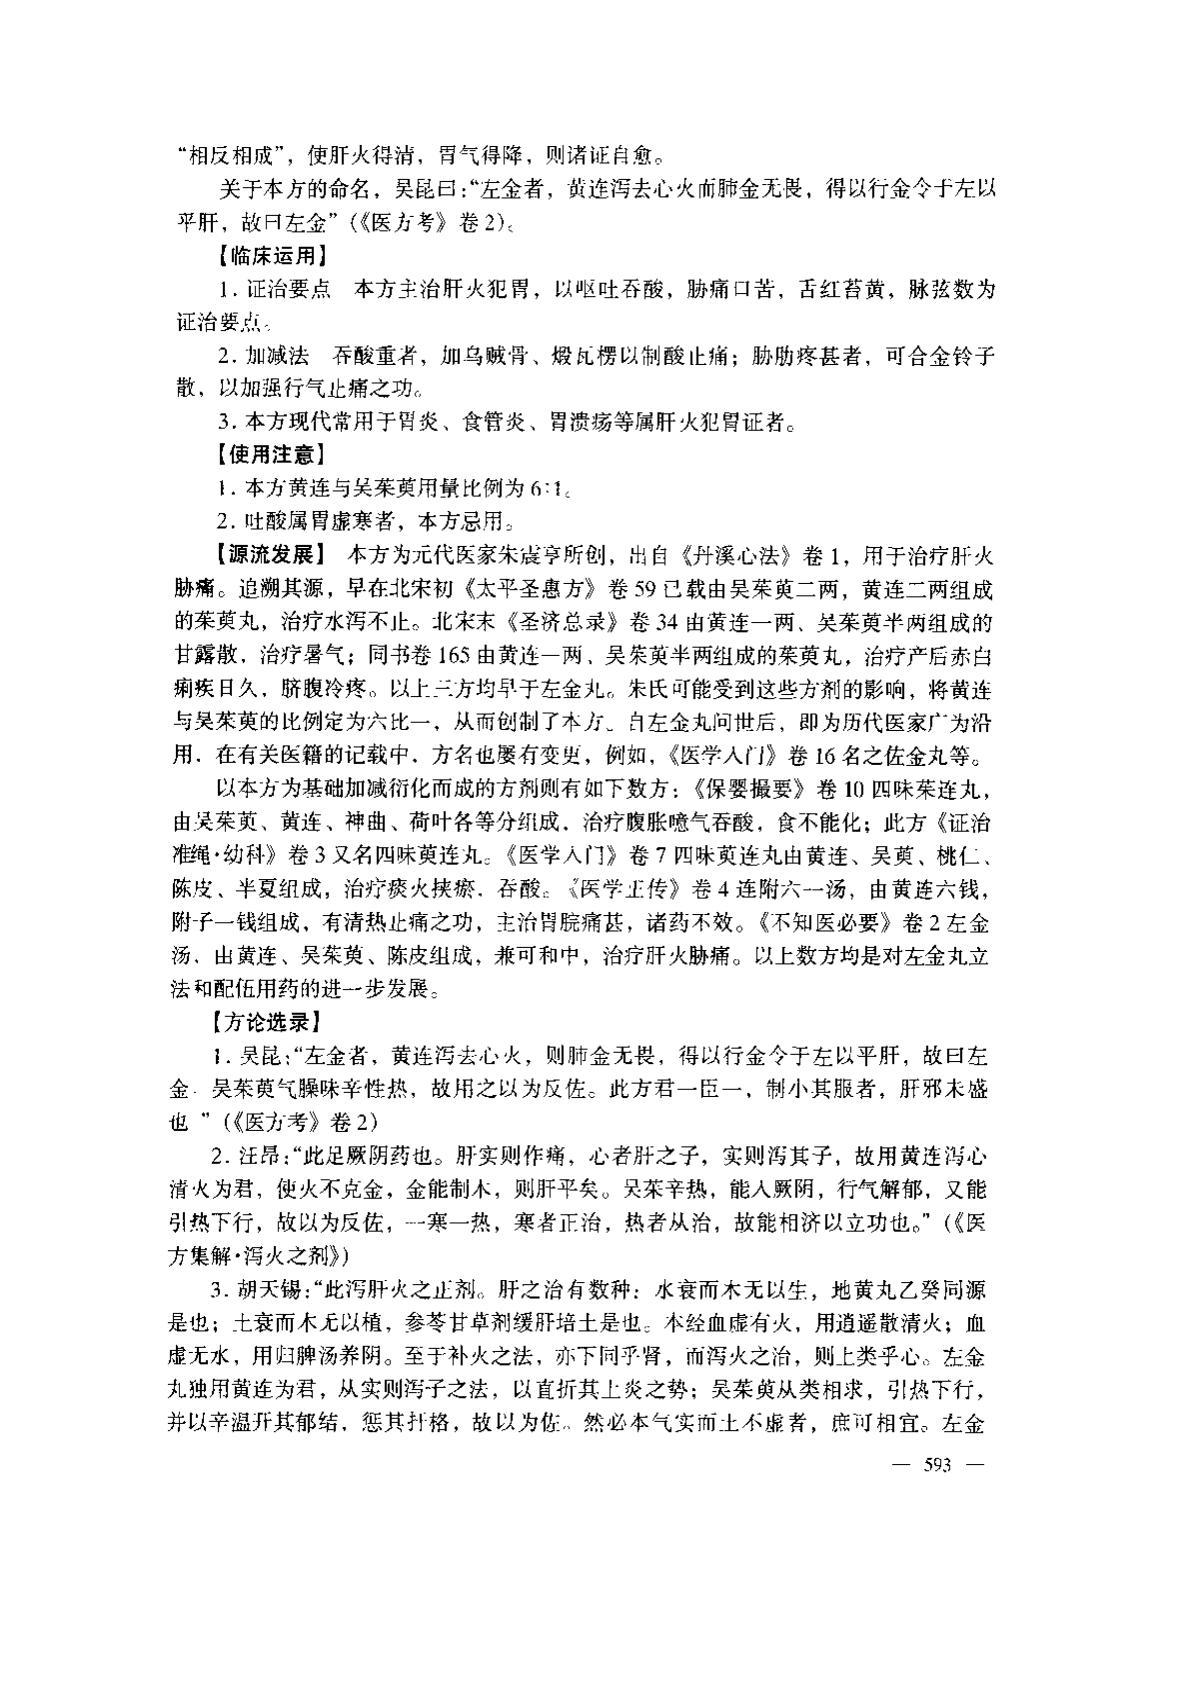 “相反相成”，使肝火得清，胃气得降，则诸证自愈。
关于本方的命名，吴昆曰：“左金者，黄连泻去心火而肺金无畏，得以行金令于左以
平肝，故曰左金”（《医方考》卷2）。
【临床运用】
1. 证治要点　本方主治肝火犯胃，以呕吐吞酸，胁痛口苦，舌红苔黄，脉弦数为
证治要点。
2. 加减法　吞酸重者，加乌贼骨、煅瓦楞以制酸止痛；胁肋疼甚者，可合金铃子
散，以加强行气止痛之功。
3. 本方现代常用于胃炎、食管炎、胃溃疡等属肝火犯胃证者。
【使用注意】
1. 本方黄连与吴茱萸用量比例为6∶1。
2. 吐酸属胃虚寒者，本方忌用。
【源流发展】　本方为元代医家朱震亨所创，出自《丹溪心法》卷1，用于治疗肝火
胁痛。追溯其源，早在北宋初《太平圣惠方》卷59已载由吴茱萸二两，黄连二两组成
的茱萸丸，治疗水泻不止。北宋末《圣济总录》卷34由黄连一两、吴茱萸半两组成的
甘露散，治疗暑气；同书卷165由黄连一两、吴茱萸半两组成的茱萸丸，治疗产后赤白
痢疾日久，脐腹冷疼。以上三方均早于左金丸。朱氏可能受到这些方剂的影响，将黄连
与吴茱萸的比例定为六比一，从而创制了本方。自左金丸问世后，即为历代医家广为沿
用，在有关医籍的记载中，方名也屡有变更，例如，《医学入门》卷16名之佐金丸等。
以本方为基础加减衍化而成的方剂则有如下数方：《保婴撮要》卷10四味茱连丸，
由吴茱萸、黄连、神曲、荷叶各等分组成，治疗腹胀噫气吞酸，食不能化；此方《证治
准绳·幼科》卷3又名四味萸连丸。《医学入门》卷7四味萸连丸由黄连、吴萸、桃仁、
陈皮、半夏组成，治疗痰火挟瘀，吞酸。《医学正传》卷4连附六一汤，由黄连六钱，
附子一钱组成，有清热止痛之功，主治胃脘痛甚，诸药不效。《不知医必要》卷2左金
汤，由黄连、吴茱萸、陈皮组成，兼可和中，治疗肝火胁痛。以上数方均是对左金丸立
法和配伍用药的进一步发展。
【方论选录】
1. 吴昆：“左金者，黄连泻去心火，则肺金无畏，得以行金令于左以平肝，故曰左
金。吴茱萸气臊味辛性热，故用之以为反佐。此方君一臣一，制小其服者，肝邪未盛
也。”（《医方考》卷2）
2. 汪昂：“此足厥阴药也。肝实则作痛，心者肝之子，实则泻其子，故用黄连泻心
清火为君，使火不克金，金能制木，则肝平矣。吴茱辛热，能入厥阴，行气解郁，又能
引热下行，故以为反佐，一寒一热，寒者正治，热者从治，故能相济以立功也。”（《医
方集解·泻火之剂》）
3. 胡天锡：“此泻肝火之正剂。肝之治有数种：水衰而木无以生，地黄丸乙癸同源
是也；土衰而木无以植，参苓甘草剂缓肝培土是也。本经血虚有火，用逍遥散清火；血
虚无水，用归脾汤养阴。至于补火之法，亦下同乎肾，而泻火之治，则上类乎心。左金
丸独用黄连为君，从实则泻子之法，以直折其上炎之势；吴茱萸从类相求，引热下行，
并以辛温开其郁结，惩其扞格，故以为佐。然必本气实而土不虚者，庶可相宜。左金
— 593 —